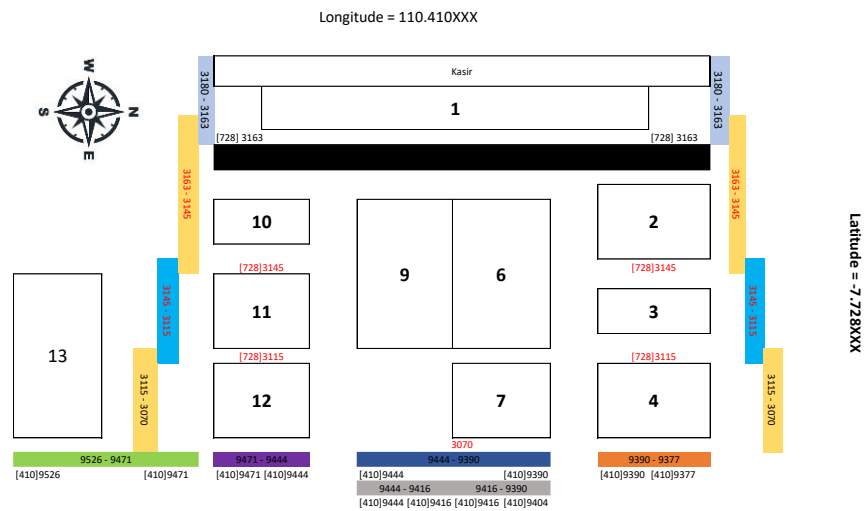 Longitude = 110.410XXX
W
S
N
E
3180 - 3163
Kasir
1
3180 - 3163
[728] 3163
[728] 3163
3163 - 3145
3163 - 3145
Latitude = -7.728XXX
10
9
6
2
[728]3145
[728]3145
3145 - 3115
11
3
3145 - 3115
13
[728]3115
[728]3115
3115 - 3070
12
7
4
3115 - 3070
3070
9526 - 9471
9471 - 9444
9444 - 9390
9390 - 9377
[410]9526
[410]9471
[410]9471
[410]9444
[410]9444
[410]9390
[410]9390
[410]9377
9444 - 9416
9416 - 9390
[410]9444
[410]9416
[410]9416
[410]9404